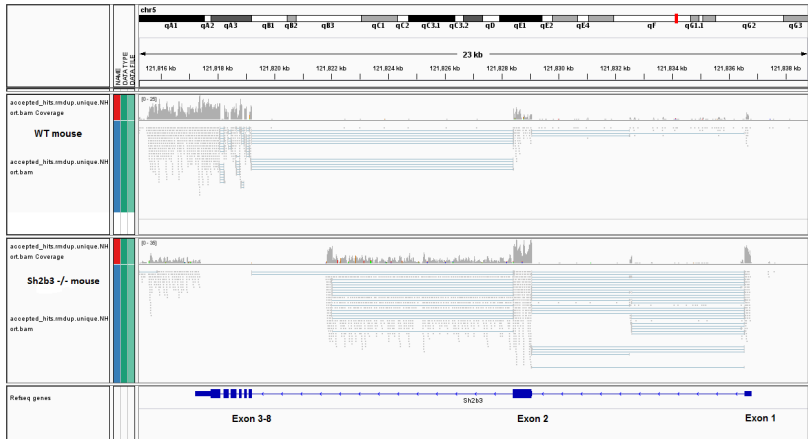 chr5
qA1 qA2 qA3 qB1 qB2 qB3 qC1 qC2 qC3.1 qC3.2 qD qE1 qE2 qE4 qF qG1.1 qG2 qG3
23 kb
121,816 kb 121,818 kb 121,820 kb 121,822 kb 121,824 kb 121,826 kb 121,828 kb 121,830 kb 121,832 kb 121,834 kb 121,836 kb 121,838 kb
NAME
DATA TYPE
DATA FILE
accepted_hits.rmdup.unique.NH
ort.bam Coverage
[0 - 25]
WT mouse
accepted_hits.rmdup.unique.NH
ort.bam
accepted_hits.rmdup.unique.NH
ort.bam Coverage
Sh2b3 -/- mouse
accepted_hits.rmdup.unique.NH
ort.bam
Refseq genes
Sh2b3
Exon 3-8
Exon 2
Exon 1